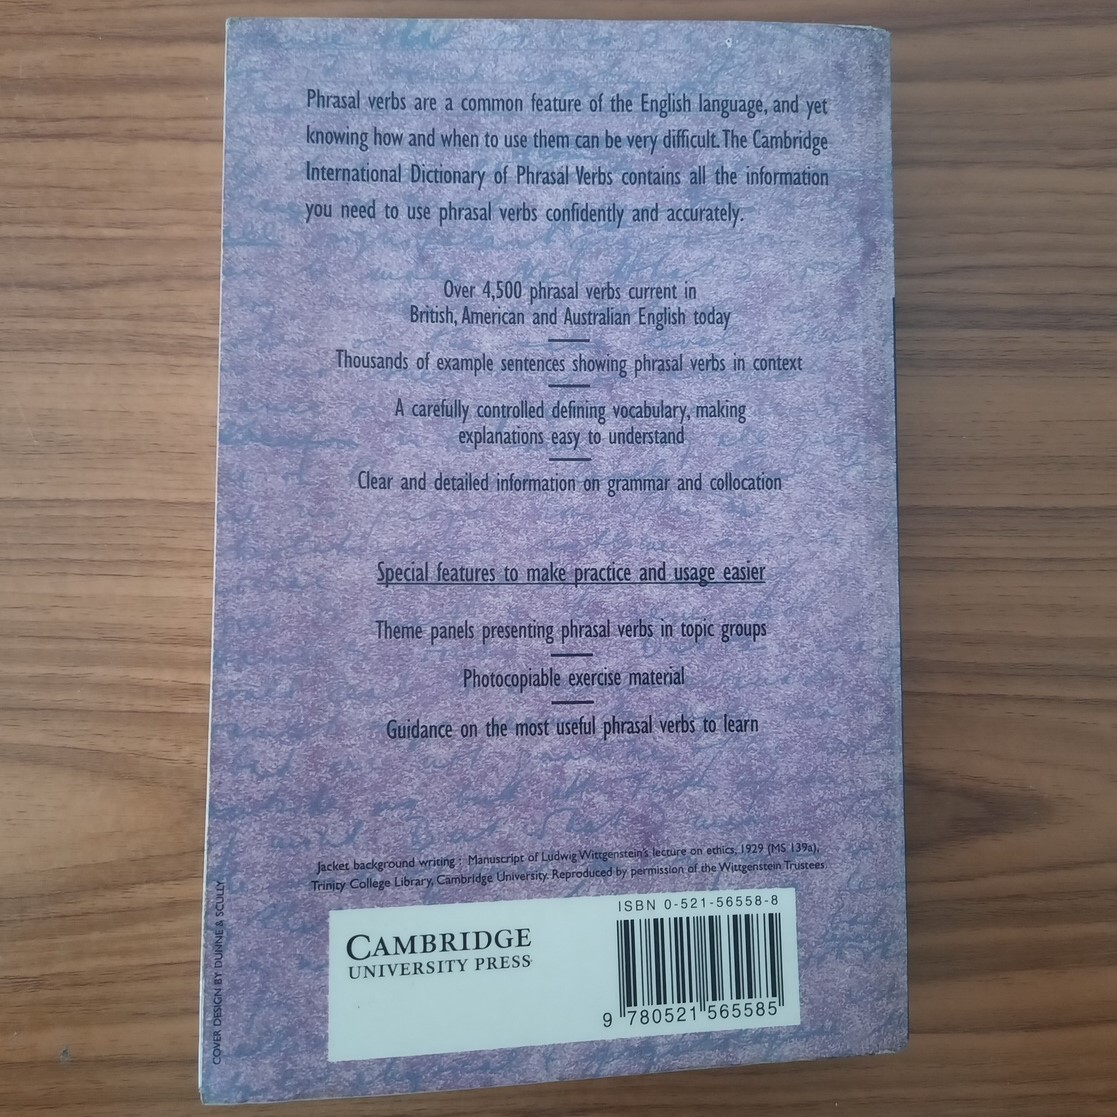 Phrasal verbs are a common feature of the English language, and yet
knowing how and when to use them can be very difficult. The Cambridge
International Dictionary of Phrasal Verbs contains all the information
you need to use phrasal verbs confidently and accurately.
Over 4,500 phrasal verbs current in
British, American and Australian English today
Thousands of example sentences showing phrasal verbs in context
A carefully controlled defining vocabulary, making
explanations easy to understand
Clear and detailed information on grammar and collocation
Special features to make practice and usage easier
Theme panels presenting phrasal verbs in topic groups
Photocopiable exercise material
Guidance on the most useful phrasal verbs to learn
Jacket background writing : Manuscript of Ludwig Wittgenstein's lecture on ethics, 1929 (MS 139a),
Trinity College Library, Cambridge University. Reproduced by permission of the Wittgenstein Trustees.
COVER DESIGN BY DUNNE & SCULLY
CAMBRIDGE
UNIVERSITY PRESS
ISBN 0-521-56558-8
9 780521 565585